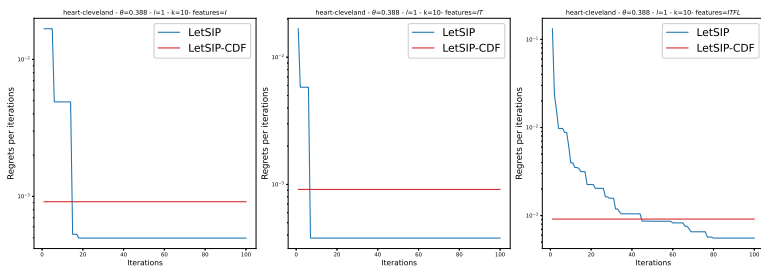 heart-cleveland - θ=0.388 - l=1 - k=10- features=I
Regrets per iterations
10⁻²
10⁻³
LetSIP
LetSIP-CDF
0 20 40 60 80 100
Iterations
heart-cleveland - θ=0.388 - l=1 - k=10- features=IT
Regrets per iterations
10⁻²
10⁻³
LetSIP
LetSIP-CDF
0 20 40 60 80 100
Iterations
heart-cleveland - θ=0.388 - l=1 - k=10- features=ITFL
Regrets per iterations
10⁻¹
10⁻²
10⁻³
LetSIP
LetSIP-CDF
0 20 40 60 80 100
Iterations